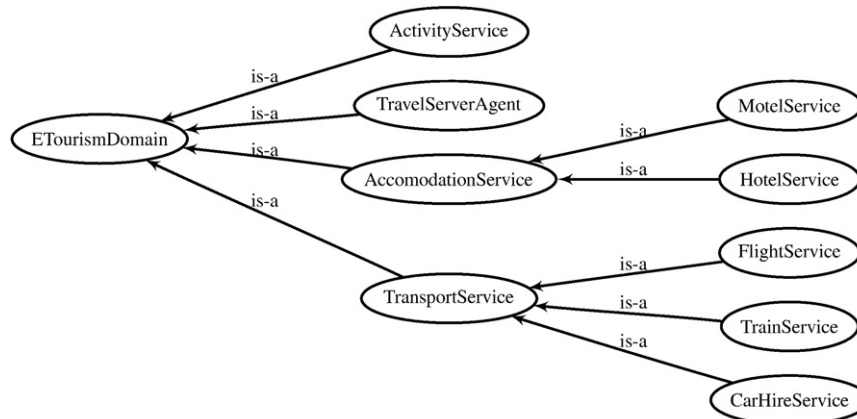 ActivityService
is-a
TravelServerAgent
is-a
MotelService
is-a
ETourismDomain
is-a
AccomodationService
is-a
HotelService
is-a
FlightService
is-a
TransportService
is-a
TrainService
is-a
CarHireService